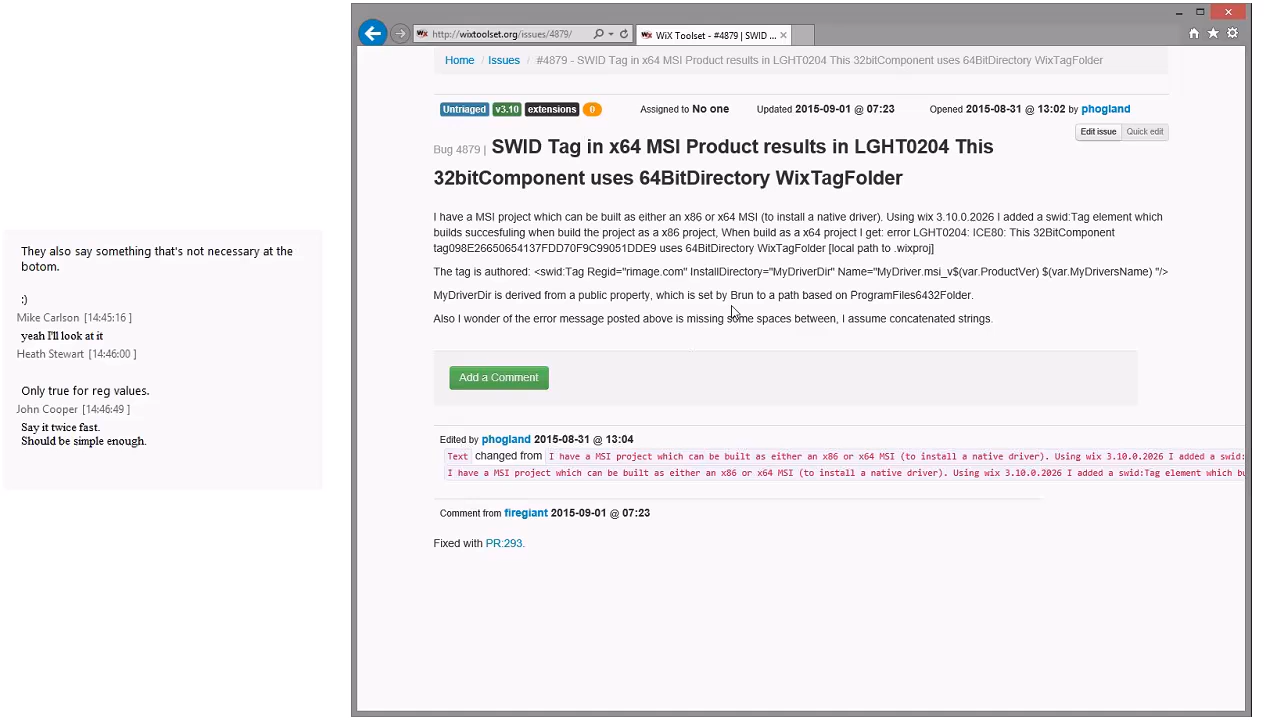 They also say something that's not necessary at the
botom.
:)
Mike Carlson [14:45:16 ]
yeah I'll look at it
Heath Stewart [14:46:00 ]
Only true for reg values.
John Cooper [14:46:49 ]
Say it twice fast.
Should be simple enough.
http://wixtoolset.org/issues/4879/
WiX Toolset - #4879 | SWID ...
Home / Issues / #4879 - SWID Tag in x64 MSI Product results in LGHT0204 This 32bitComponent uses 64BitDirectory WixTagFolder
Untriaged v3.10 extensions 0 Assigned to No one Updated 2015-09-01 @ 07:23 Opened 2015-08-31 @ 13:02 by phogland
Edit issue Quick edit
Bug 4879 | SWID Tag in x64 MSI Product results in LGHT0204 This
32bitComponent uses 64BitDirectory WixTagFolder
I have a MSI project which can be built as either an x86 or x64 MSI (to install a native driver). Using wix 3.10.0.2026 I added a swid:Tag element which
builds succesfuling when build the project as a x86 project, When build as a x64 project I get: error LGHT0204: ICE80: This 32BitComponent
tag098E26650654137FDD70F9C99051DDE9 uses 64BitDirectory WixTagFolder [local path to .wixproj]
The tag is authored: <swid:Tag Regid="rimage.com" InstallDirectory="MyDriverDir" Name="MyDriver.msi_v$(var.ProductVer) $(var.MyDriversName) "/>
MyDriverDir is derived from a public property, which is set by Brun to a path based on ProgramFiles6432Folder.
Also I wonder of the error message posted above is missing some spaces between, I assume concatenated strings.
Add a Comment
Edited by phogland 2015-08-31 @ 13:04
Text changed from I have a MSI project which can be built as either an x86 or x64 MSI (to install a native driver). Using wix 3.10.0.2026 I added a swid:
I have a MSI project which can be built as either an x86 or x64 MSI (to install a native driver). Using wix 3.10.0.2026 I added a swid:Tag element which bu
Comment from firegiant 2015-09-01 @ 07:23
Fixed with PR:293.